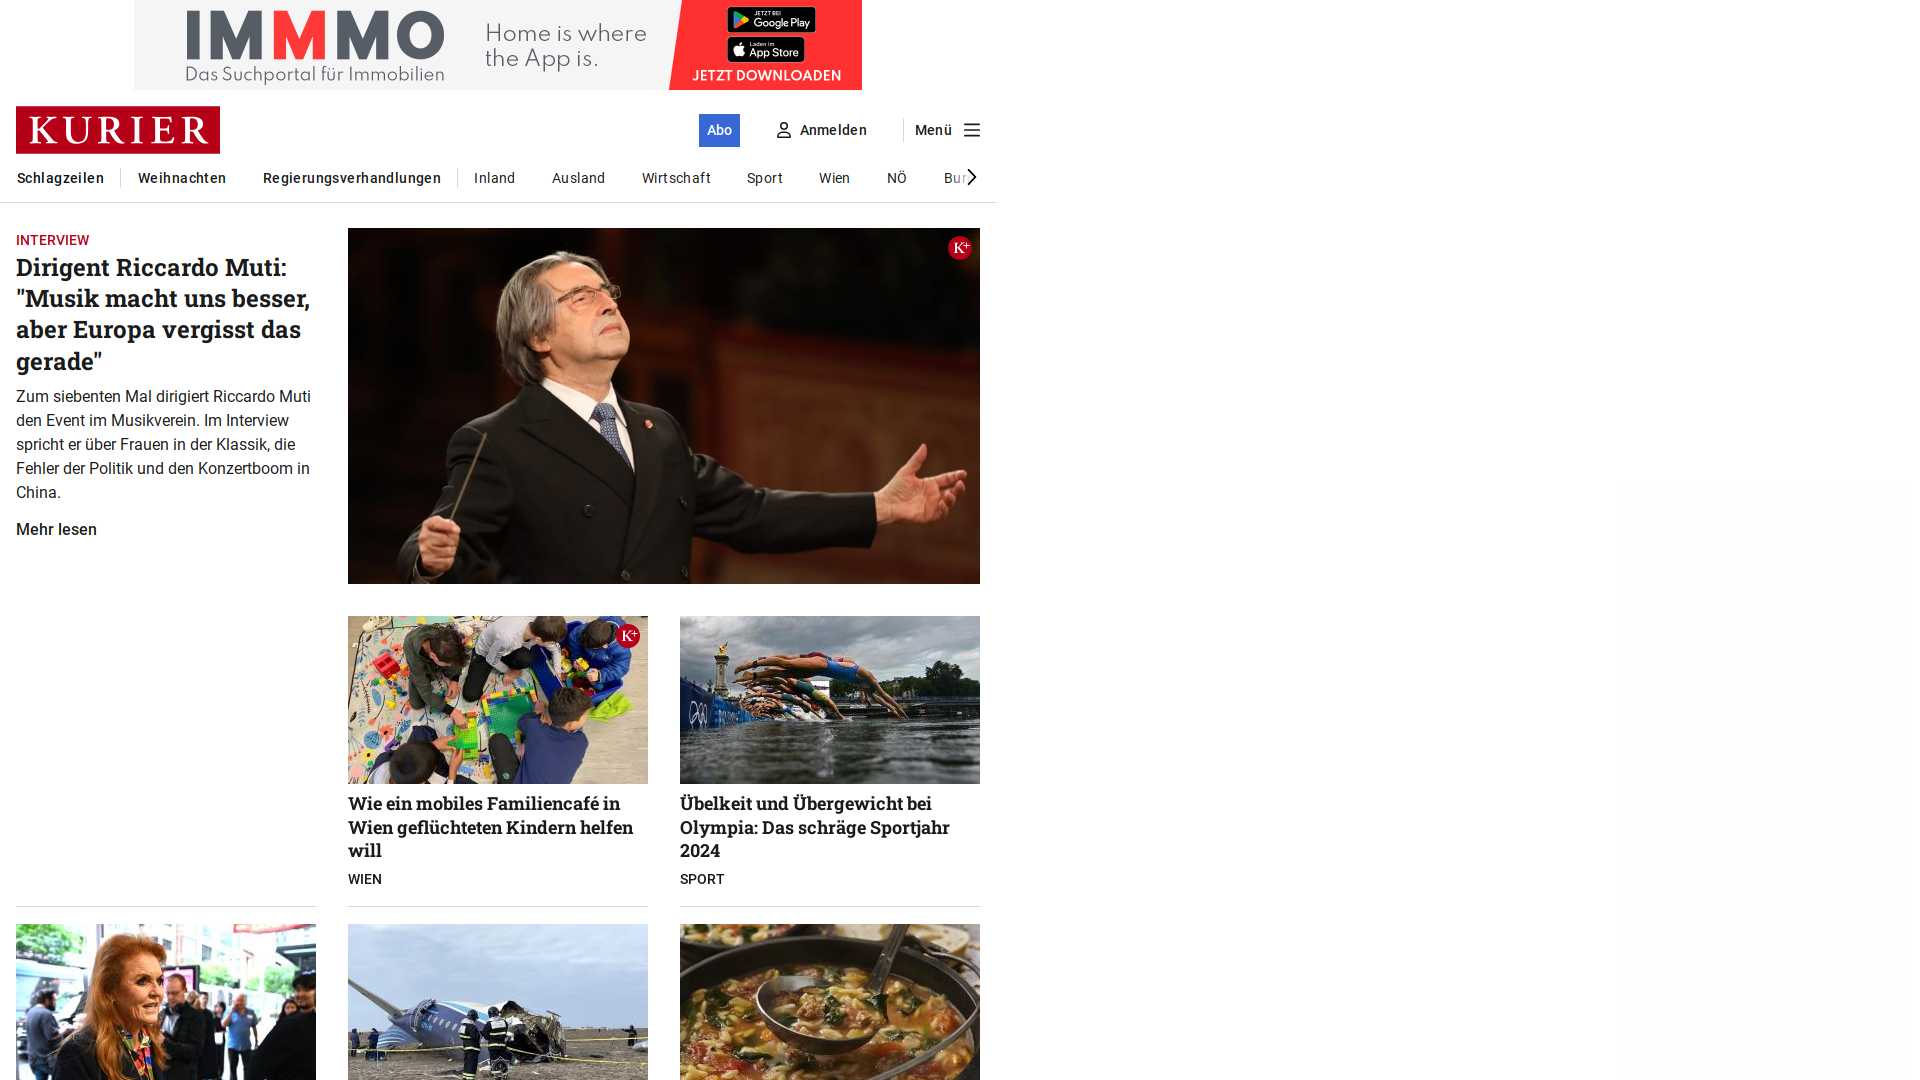 IMMMO
Das Suchportal für Immobilien
Home is where
the App is.
JETZT BEI
Google Play
Laden im
App Store
JETZT DOWNLOADEN
KURIER
Abo
Anmelden
Menü
Schlagzeilen
Weihnachten
Regierungsverhandlungen
Inland
Ausland
Wirtschaft
Sport
Wien
NÖ
Bur
INTERVIEW
Dirigent Riccardo Muti:
"Musik macht uns besser,
aber Europa vergisst das
gerade"
Zum siebenten Mal dirigiert Riccardo Muti
den Event im Musikverein. Im Interview
spricht er über Frauen in der Klassik, die
Fehler der Politik und den Konzertboom in
China.
Mehr lesen
K+
K+
Wie ein mobiles Familiencafé in
Wien geflüchteten Kindern helfen
will
WIEN
Übelkeit und Übergewicht bei
Olympia: Das schräge Sportjahr
2024
SPORT